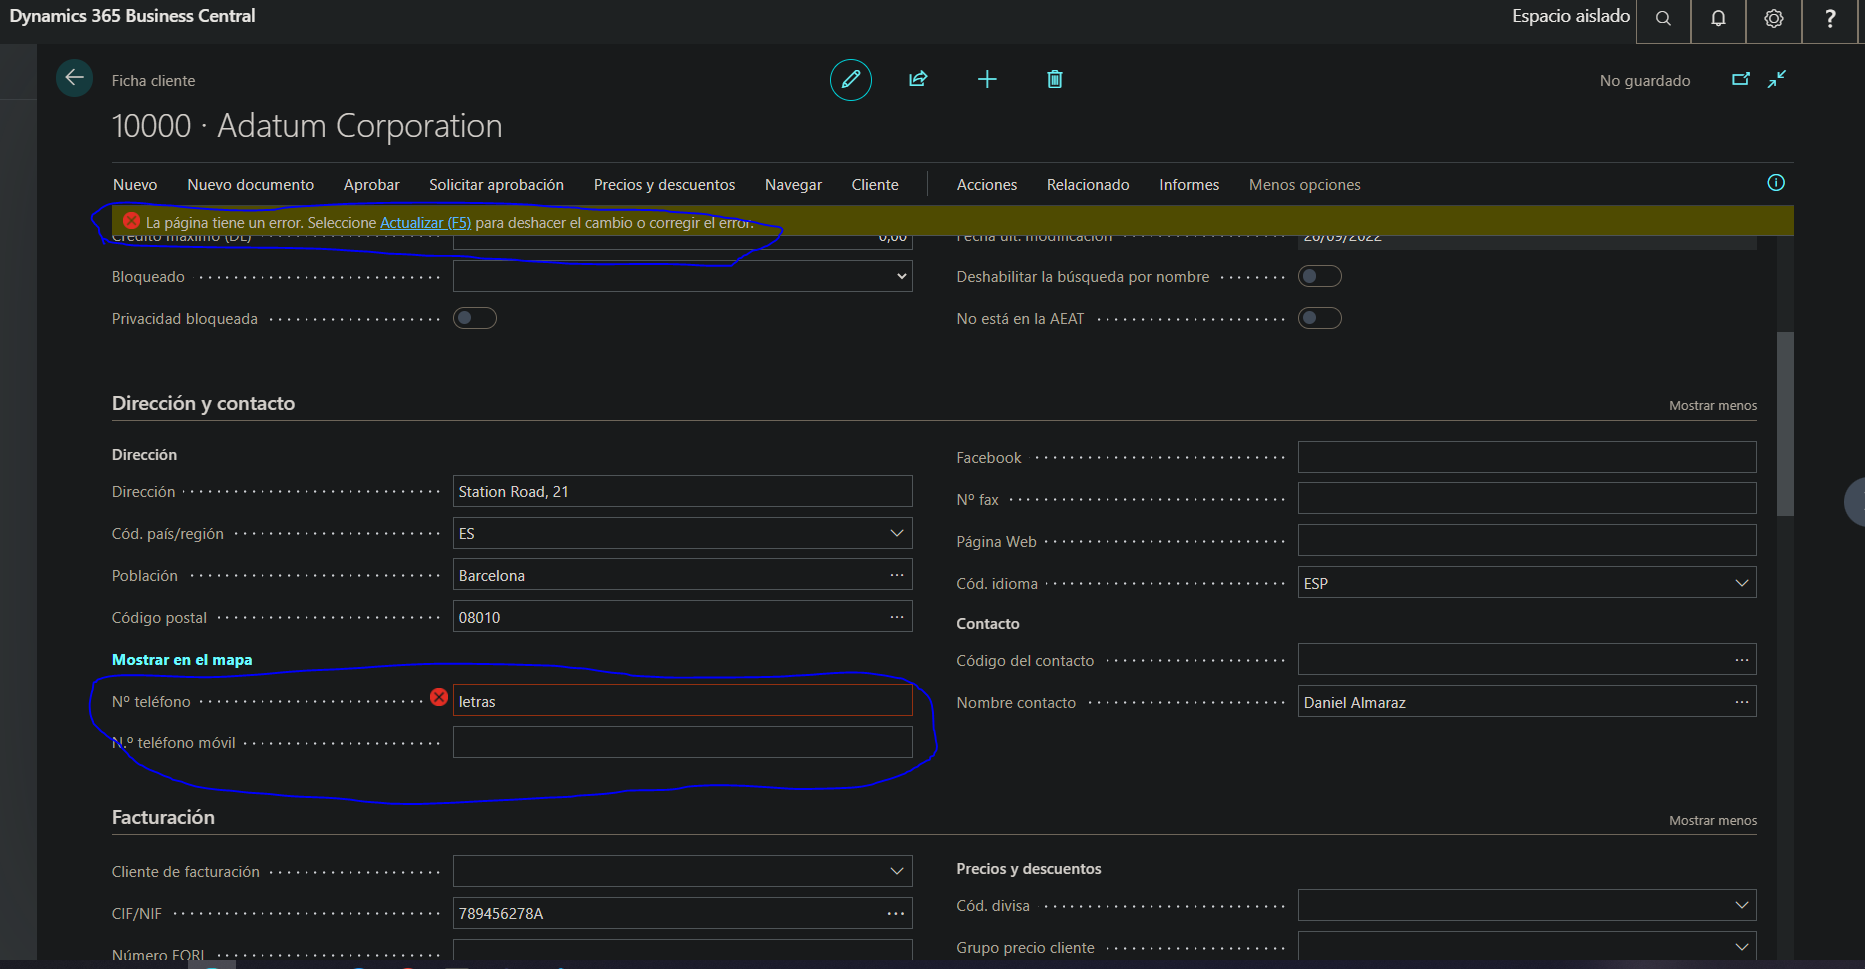 Dynamics 365 Business Central
Espacio aislado
?
Ficha cliente
No guardado
10000 · Adatum Corporation
Nuevo Nuevo documento Aprobar Solicitar aprobación Precios y descuentos Navegar Cliente Acciones Relacionado Informes Menos opciones
La página tiene un error. Seleccione Actualizar (F5) para deshacer el cambio o corregir el error.
Crédito máximo (DL) 0,00
Fecha últ. modificación 20/09/2022
Bloqueado
Deshabilitar la búsqueda por nombre
Privacidad bloqueada
No está en la AEAT
Dirección y contacto
Mostrar menos
Dirección
Dirección Station Road, 21
Cód. país/región ES
Población Barcelona
Código postal 08010
Mostrar en el mapa
Nº teléfono letras
N.º teléfono móvil
Facebook
Nº fax
Página Web
Cód. idioma ESP
Contacto
Código del contacto
Nombre contacto Daniel Almaraz
Facturación
Mostrar menos
Cliente de facturación
CIF/NIF 789456278A
Número EORI
Precios y descuentos
Cód. divisa
Grupo precio cliente